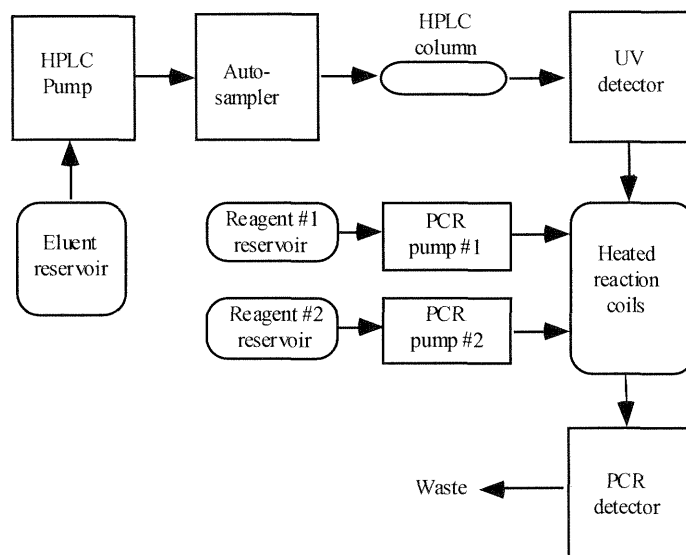 HPLC
Pump
Auto-
sampler
HPLC
column
UV
detector
Eluent
reservoir
Reagent #1
reservoir
PCR
pump #1
Heated
reaction
coils
Reagent #2
reservoir
PCR
pump #2
Waste
PCR
detector